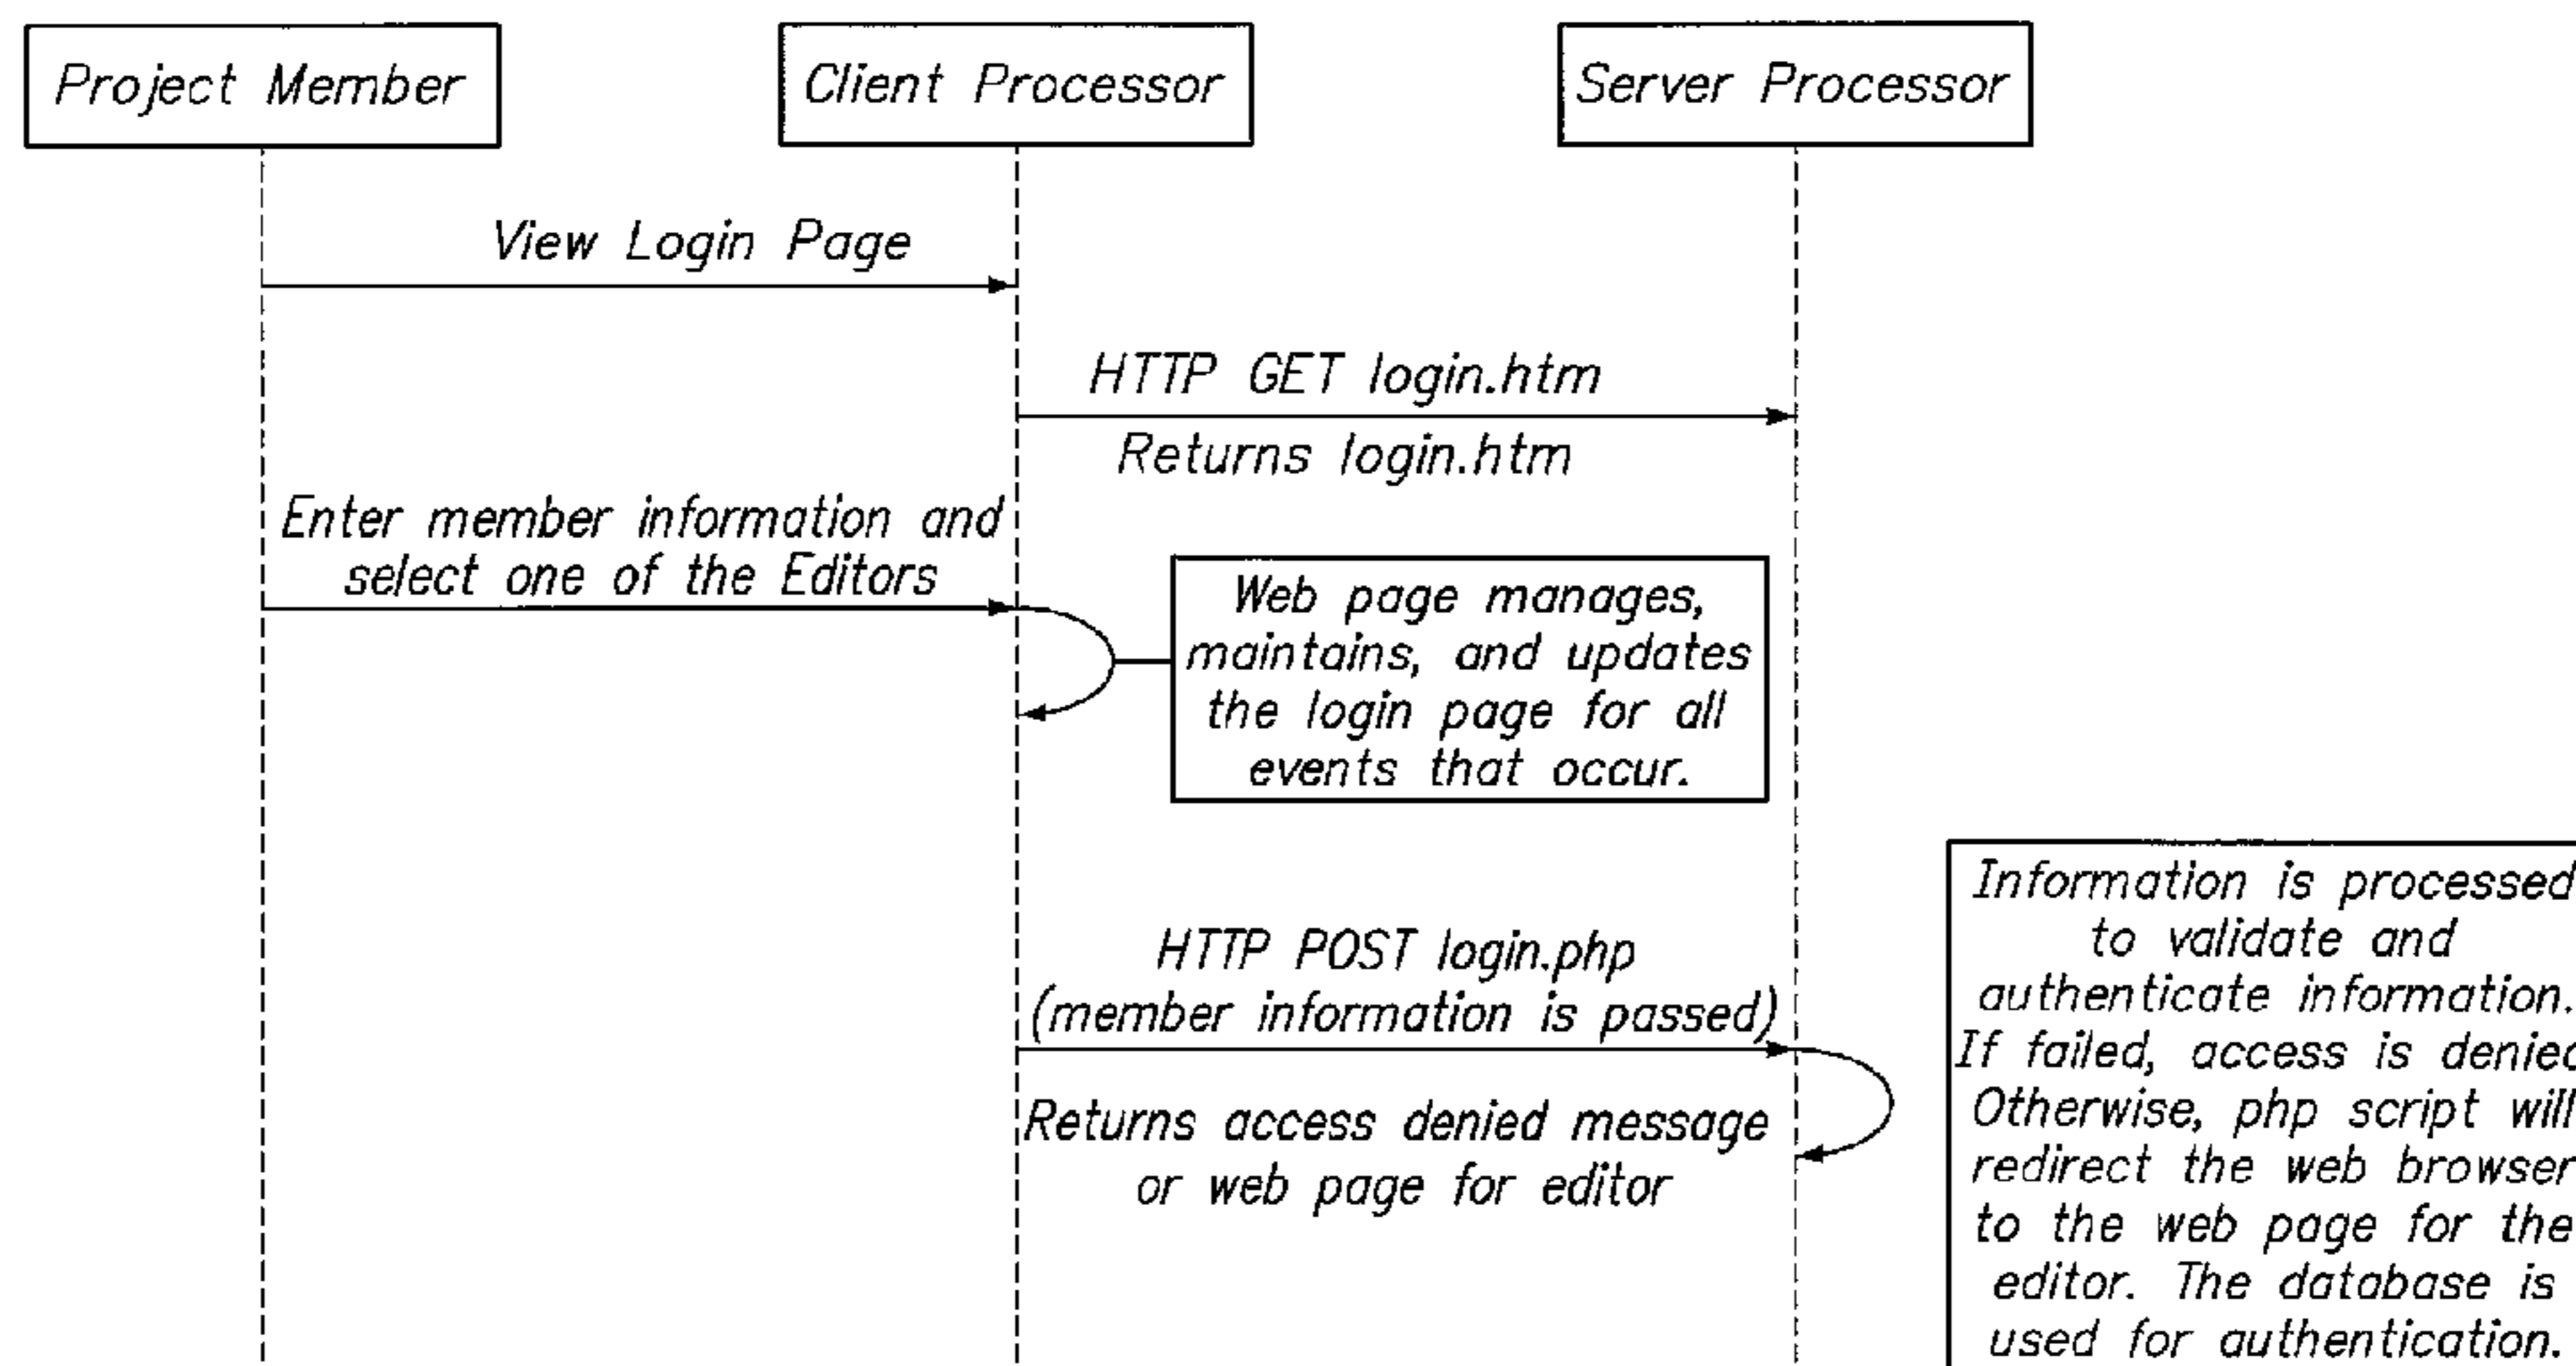 Project Member
Client Processor
Server Processor
View Login Page
HTTP GET login.htm
Returns login.htm
Enter member information and
select one of the Editors
Web page manages,
maintains, and updates
the login page for all
events that occur.
HTTP POST login.php
(member information is passed)
Returns access denied message
or web page for editor
Information is processed
to validate and
authenticate information.
If failed, access is denied
Otherwise, php script will
redirect the web browser
to the web page for the
editor. The database is
used for authentication.